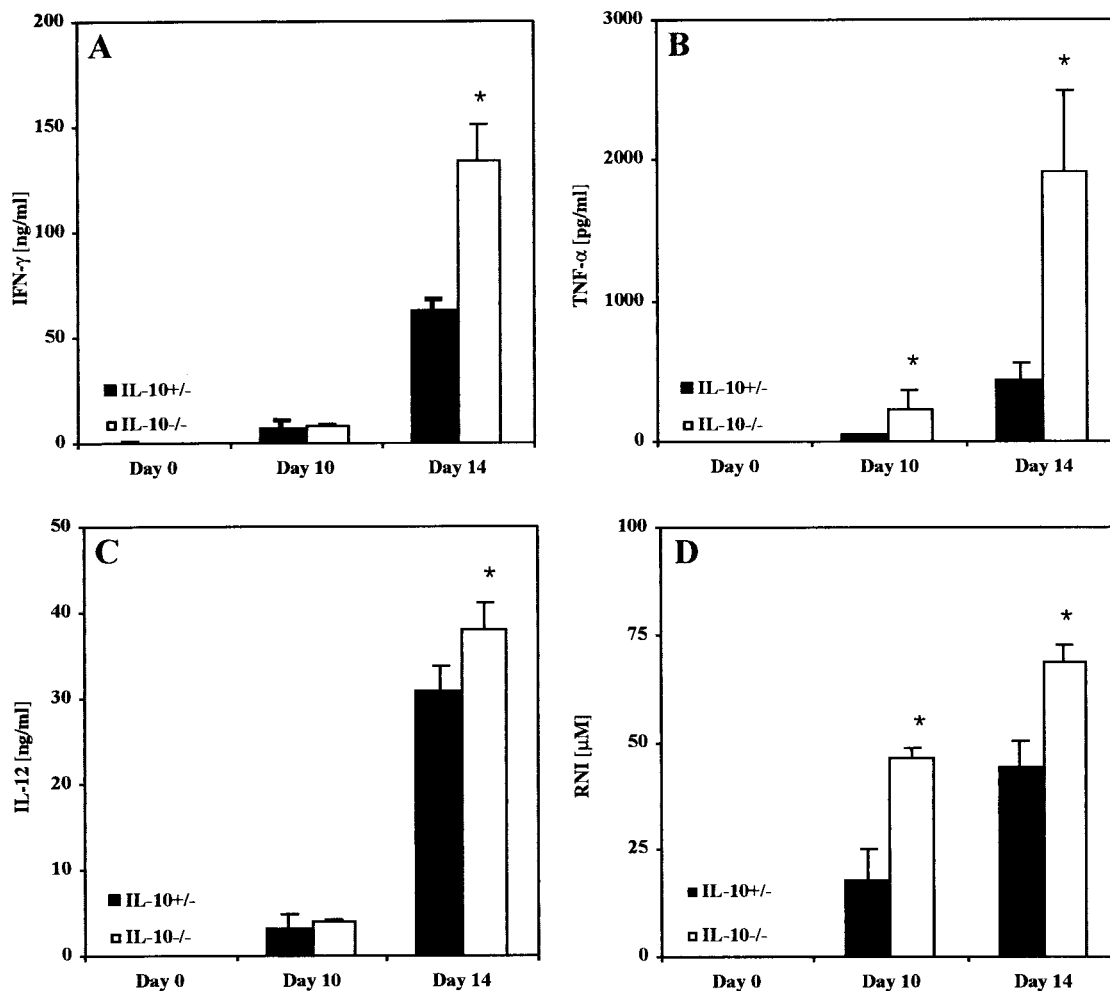 A
*
200
150
100
50
0
IFN-γ [ng/ml]
IL-10+/-
IL-10-/-
Day 0 Day 10 Day 14
B
*
*
3000
2000
1000
0
TNF-α [pg/ml]
IL-10+/-
IL-10-/-
Day 0 Day 10 Day 14
C
*
50
40
30
20
10
0
IL-12 [ng/ml]
IL-10+/-
IL-10-/-
Day 0 Day 10 Day 14
D
*
*
100
75
50
25
0
RNI [μM]
IL-10+/-
IL-10-/-
Day 0 Day 10 Day 14